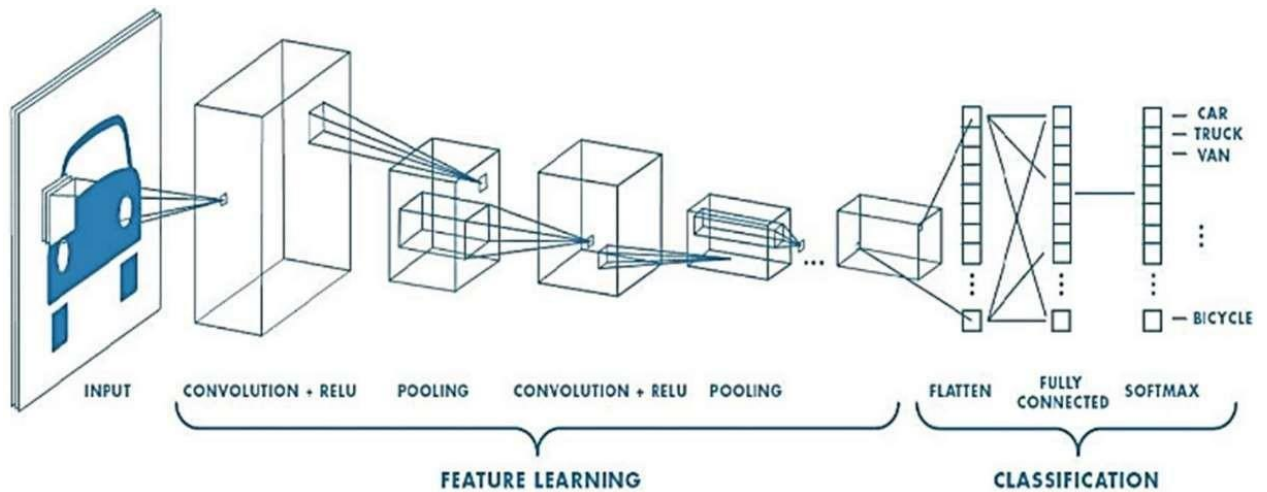 CAR
TRUCK
VAN
BICYCLE
INPUT
CONVOLUTION + RELU
POOLING
CONVOLUTION + RELU
POOLING
FLATTEN
FULLY
CONNECTED
SOFTMAX
FEATURE LEARNING
CLASSIFICATION